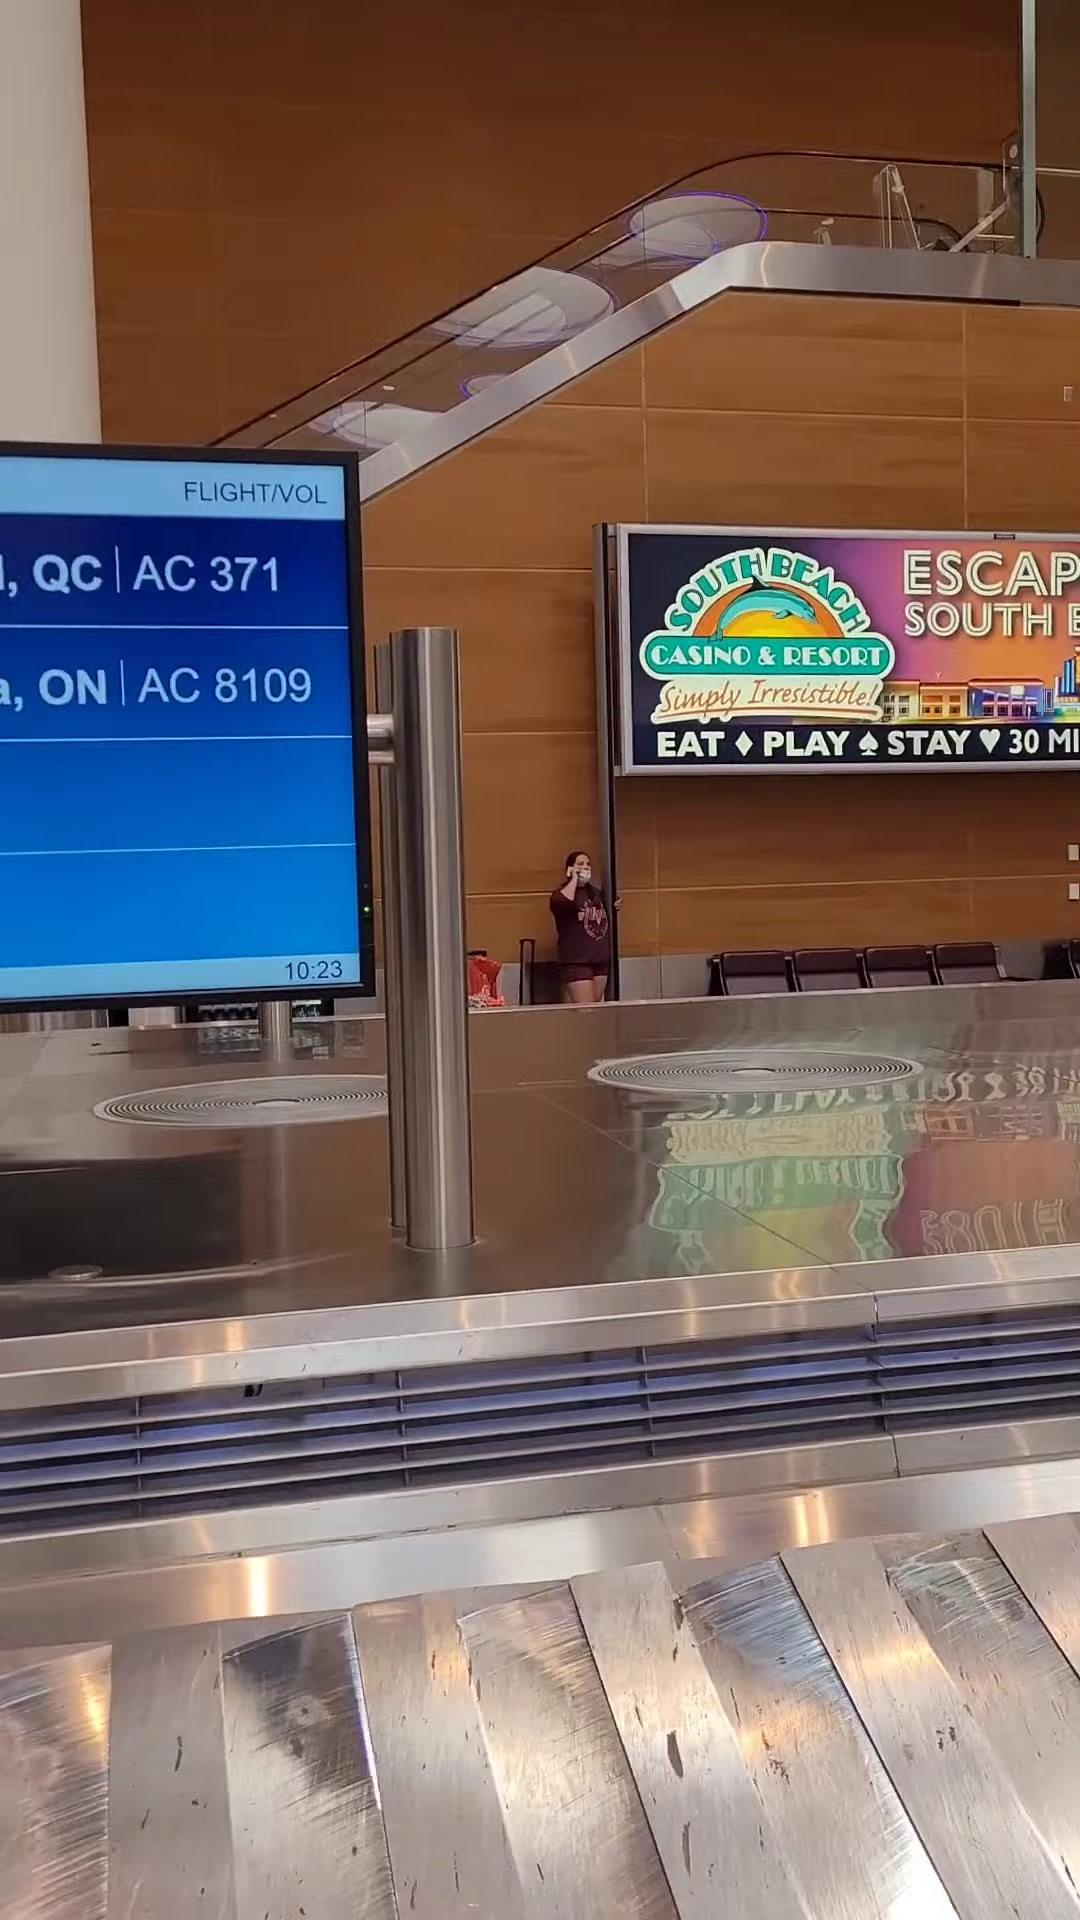 FLIGHT/VOL
, QC | AC 371
a, ON | AC 8109
10:23
SOUTH BEACH
CASINO & RESORT
Simply Irresistible!
ESCAP
SOUTH B
EAT ♦ PLAY ♠ STAY ♥ 30 MI